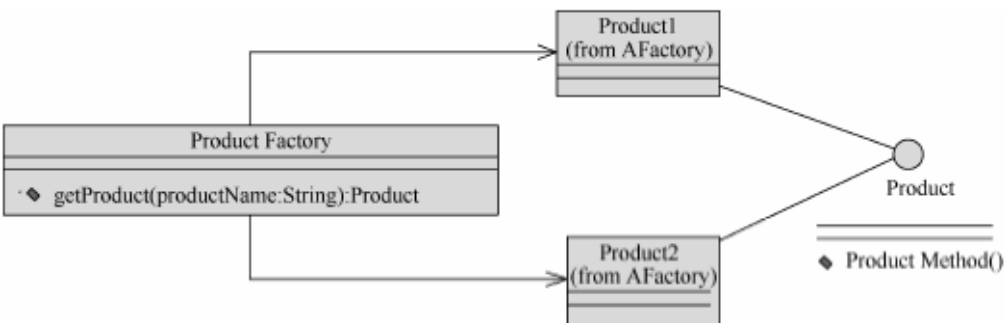 Product1
(from AFactory)
Product Factory
getProduct(productName:String):Product
Product
Product Method()
Product2
(from AFactory)